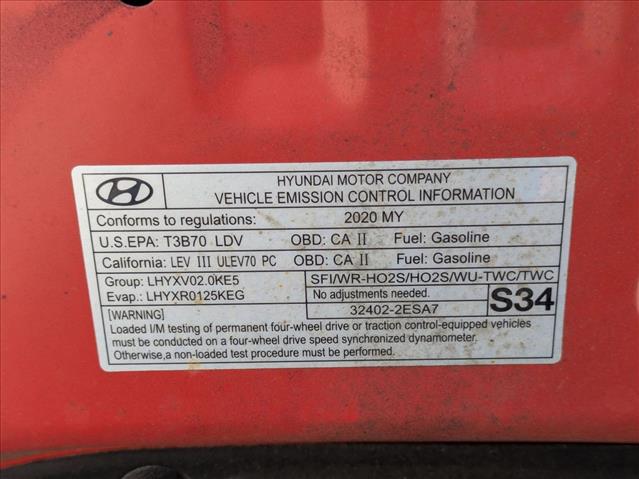 HYUNDAI MOTOR COMPANY
VEHICLE EMISSION CONTROL INFORMATION
Conforms to regulations: 2020 MY
U.S.EPA: T3B70 LDV OBD: CA II Fuel: Gasoline
California: LEV III ULEV70 PC OBD: CA II Fuel: Gasoline
Group: LHYXV02.0KE5 SFI/WR-HO2S/HO2S/WU-TWC/TWC
Evap.: LHYXR0125KEG No adjustments needed. S34
32402-2ESA7
[WARNING]
Loaded I/M testing of permanent four-wheel drive or traction control-equipped vehicles
must be conducted on a four-wheel drive speed synchronized dynamometer.
Otherwise,a non-loaded test procedure must be performed.